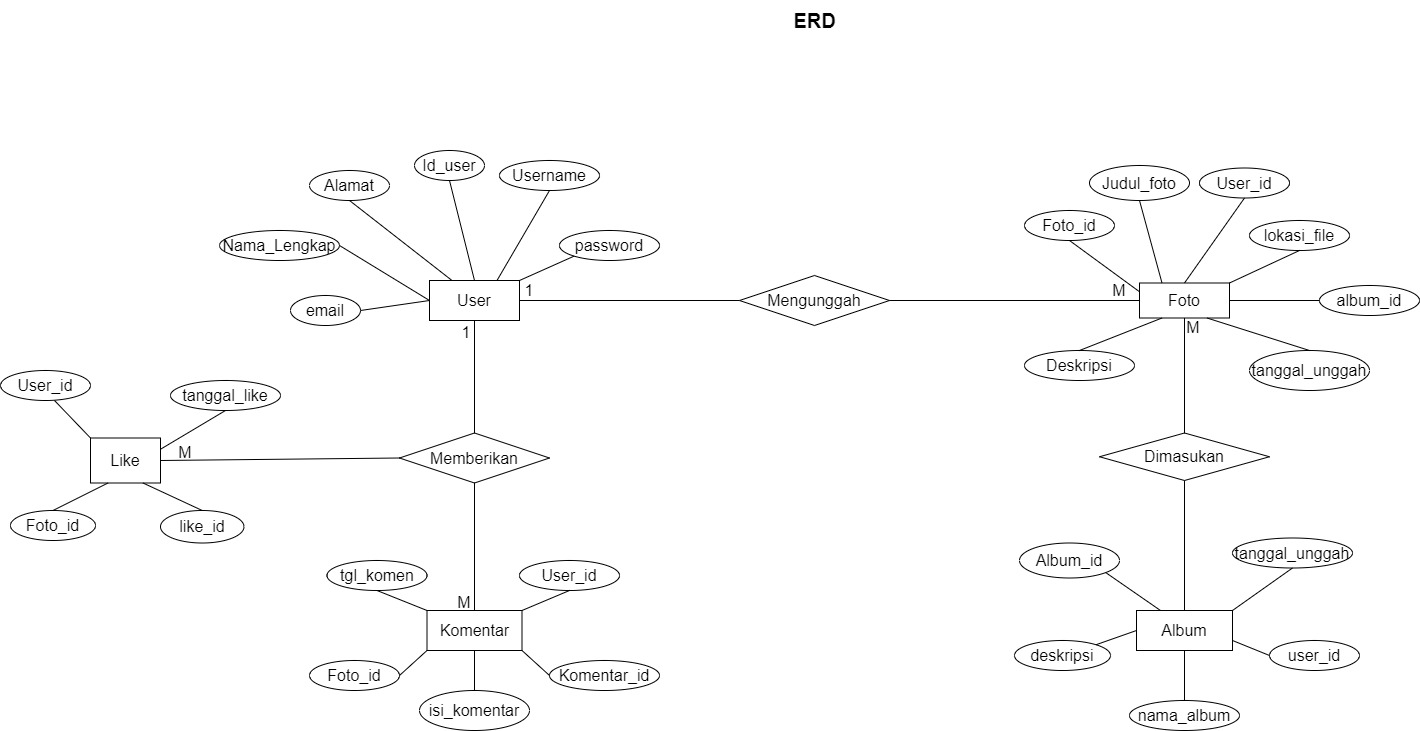 ERD
Id_user
Username
Alamat
Nama_Lengkap
password
email
User
1
1
Mengunggah
Judul_foto
User_id
Foto_id
lokasi_file
M
Foto
album_id
M
Deskripsi
tanggal_unggah
User_id
tanggal_like
Like
M
Memberikan
Dimasukan
Foto_id
like_id
tgl_komen
User_id
M
Komentar
Foto_id
Komentar_id
isi_komentar
Album_id
tanggal_unggah
Album
deskripsi
user_id
nama_album